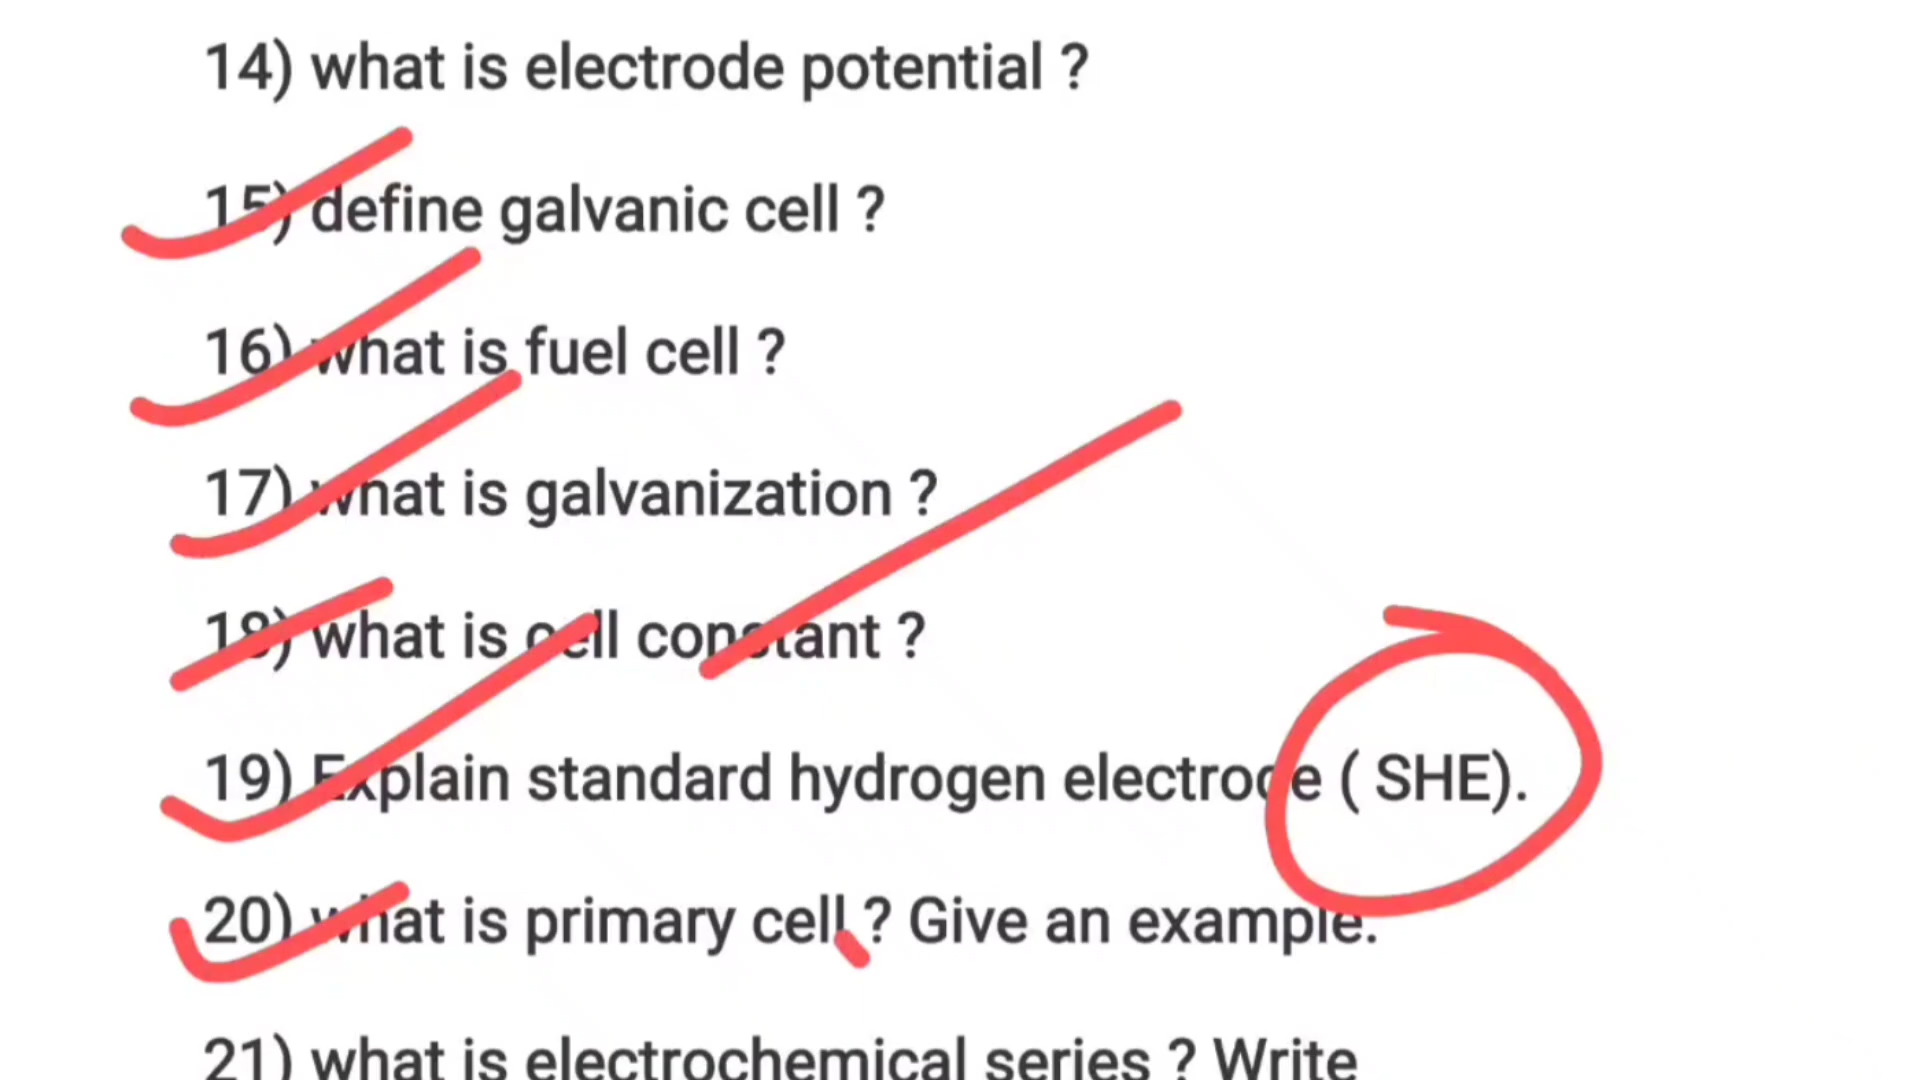 14) what is electrode potential ?
15) define galvanic cell ?
16) what is fuel cell ?
17) what is galvanization ?
18) what is cell constant ?
19) Explain standard hydrogen electrode ( SHE).
20) what is primary cell ? Give an example.
21) what is electrochemical series ? Write